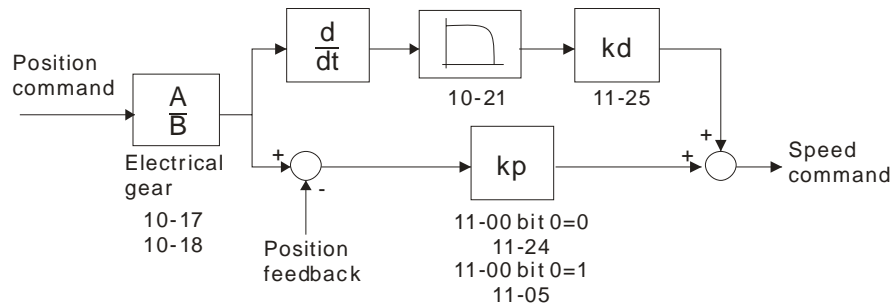 Position
command
A
B
Electrical
gear
10-17
10-18
d
dt
10-21
kd
11-25
+
-
Position
feedback
kp
11-00 bit 0=0
11-24
11-00 bit 0=1
11-05
+
+
Speed
command